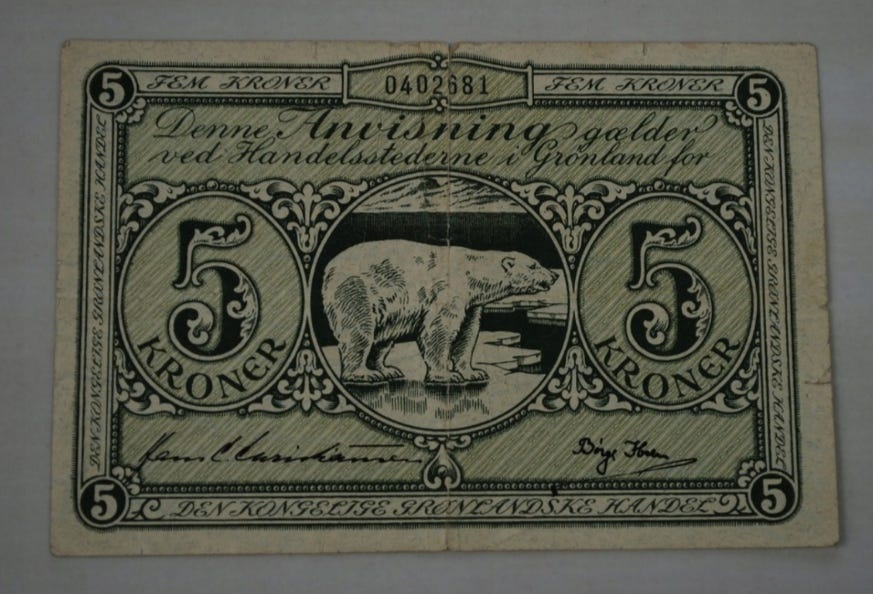 5 FEM KRONER 0402681 FEM KRONER 5
Denne Anvisning gælder
ved Handelsstederne i Grønland for
5 5
KRONER KRONER
DEN KONGELIGE GRØNLANDSKE HANDEL
DEN KONGELIGE GRØNLANDSKE HANDEL
Børge
5 DEN KONGELIGE GRØNLANDSKE HANDEL 5